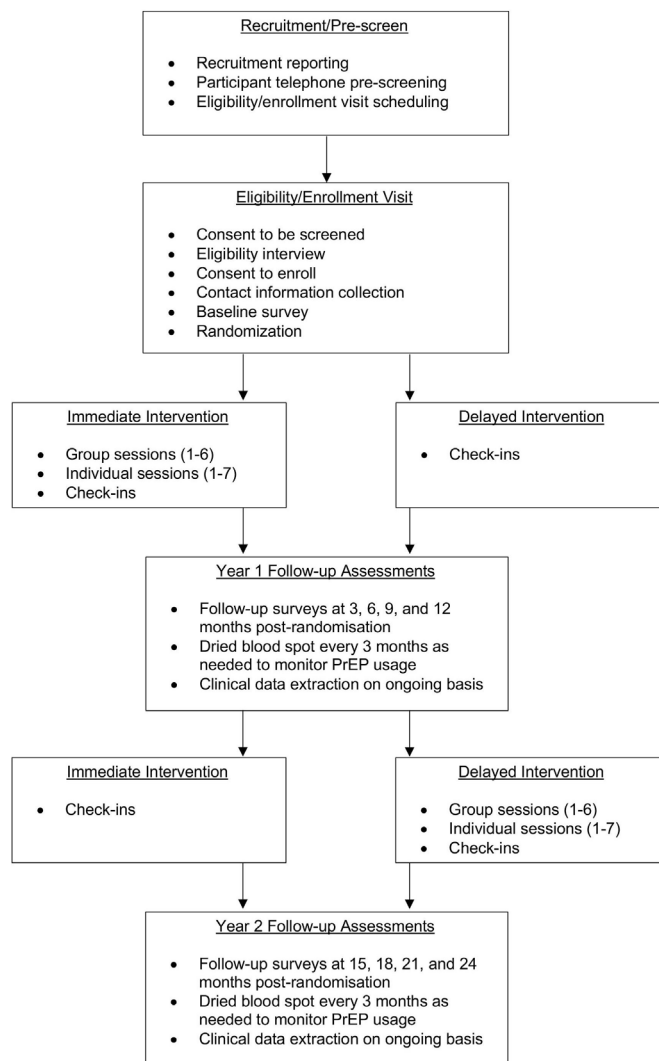 Recruitment/Pre-screen
• Recruitment reporting
• Participant telephone pre-screening
• Eligibility/enrollment visit scheduling
Eligibility/Enrollment Visit
• Consent to be screened
• Eligibility interview
• Consent to enroll
• Contact information collection
• Baseline survey
• Randomization
Immediate Intervention
• Group sessions (1-6)
• Individual sessions (1-7)
• Check-ins
Delayed Intervention
• Check-ins
Year 1 Follow-up Assessments
• Follow-up surveys at 3, 6, 9, and 12
months post-randomisation
• Dried blood spot every 3 months as
needed to monitor PrEP usage
• Clinical data extraction on ongoing basis
Immediate Intervention
• Check-ins
Delayed Intervention
• Group sessions (1-6)
• Individual sessions (1-7)
• Check-ins
Year 2 Follow-up Assessments
• Follow-up surveys at 15, 18, 21, and 24
months post-randomisation
• Dried blood spot every 3 months as
needed to monitor PrEP usage
• Clinical data extraction on ongoing basis